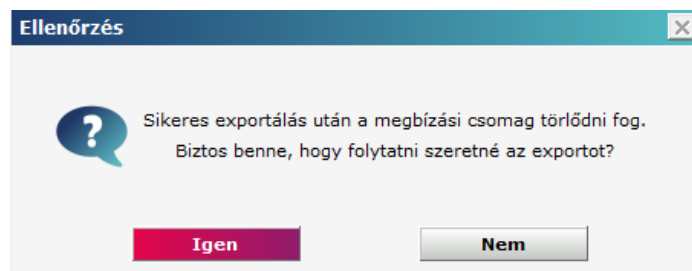 Ellenőrzés
Sikeres exportálás után a megbízási csomag törlődni fog.
Biztos benne, hogy folytatni szeretné az exportot?
Igen
Nem